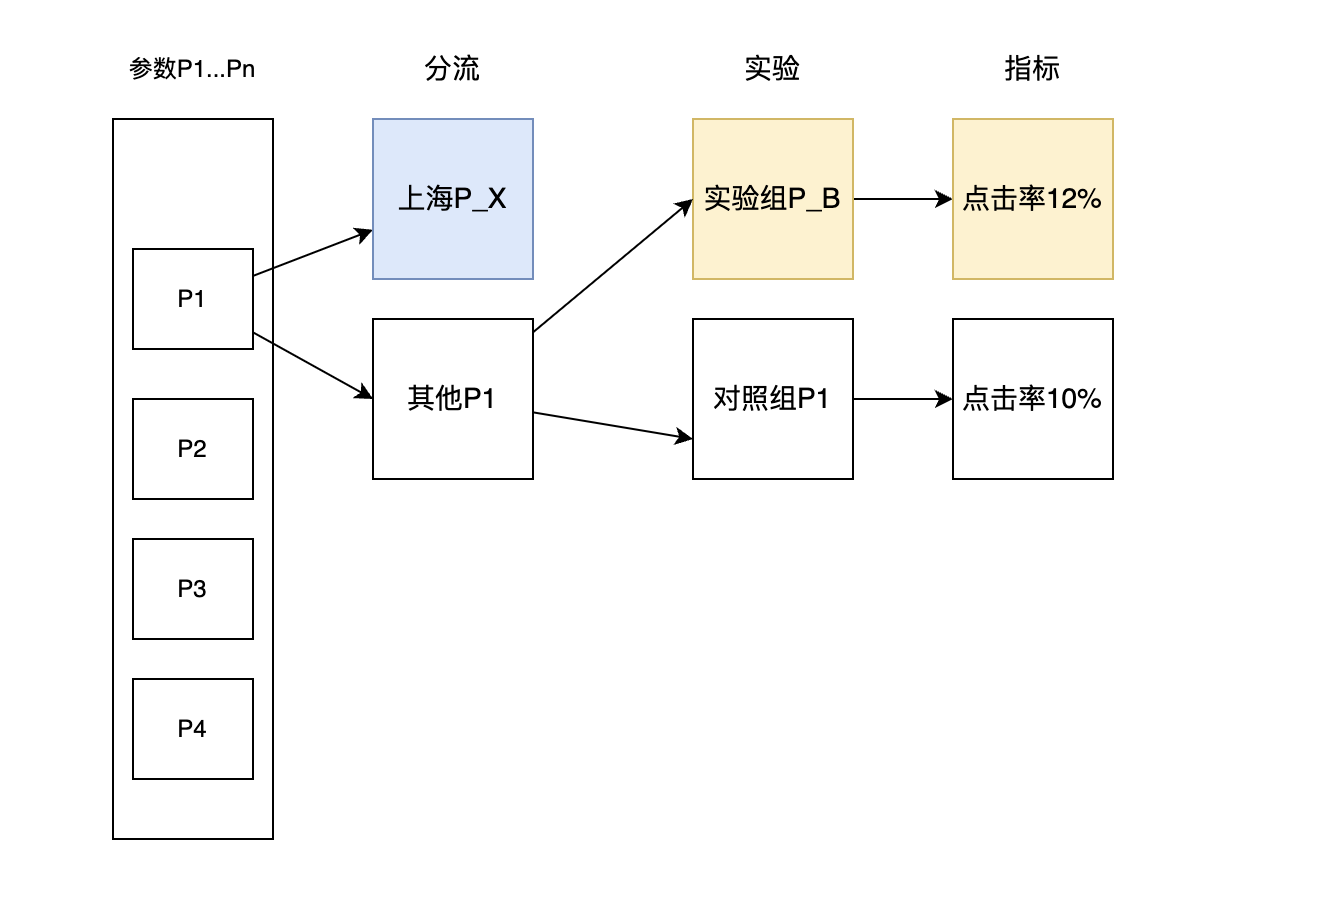 参数P1...Pn
分流
实验
指标
上海P_X
实验组P_B
点击率12%
P1
其他P1
对照组P1
点击率10%
P2
P3
P4